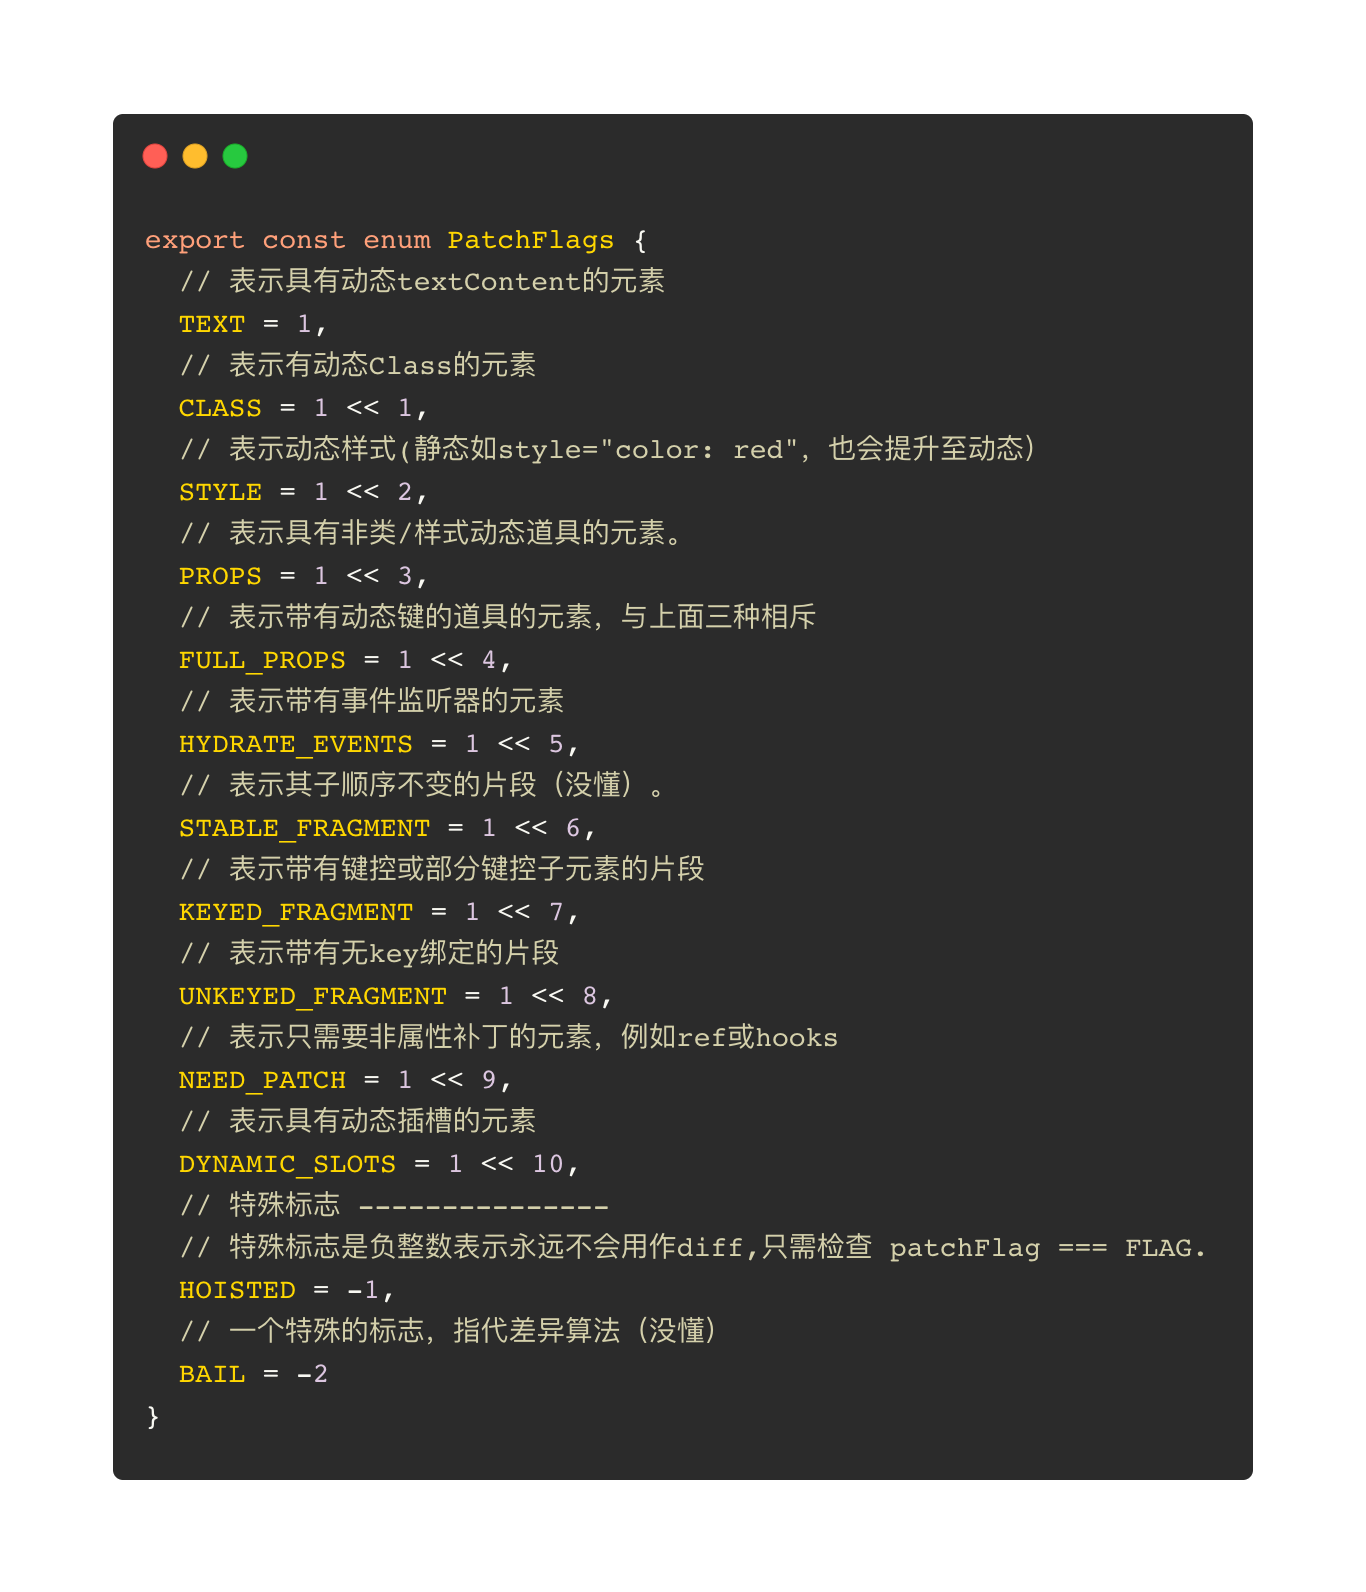 export const enum PatchFlags {
  // 表示具有动态textContent的元素
  TEXT = 1,
  // 表示有动态Class的元素
  CLASS = 1 << 1,
  // 表示动态样式(静态如style="color: red"，也会提升至动态）
  STYLE = 1 << 2,
  // 表示具有非类/样式动态道具的元素。
  PROPS = 1 << 3,
  // 表示带有动态键的道具的元素，与上面三种相斥
  FULL_PROPS = 1 << 4,
  // 表示带有事件监听器的元素
  HYDRATE_EVENTS = 1 << 5,
  // 表示其子顺序不变的片段（没懂）。
  STABLE_FRAGMENT = 1 << 6,
  // 表示带有键控或部分键控子元素的片段
  KEYED_FRAGMENT = 1 << 7,
  // 表示带有无key绑定的片段
  UNKEYED_FRAGMENT = 1 << 8,
  // 表示只需要非属性补丁的元素，例如ref或hooks
  NEED_PATCH = 1 << 9,
  // 表示具有动态插槽的元素
  DYNAMIC_SLOTS = 1 << 10,
  // 特殊标志 ---------------
  // 特殊标志是负整数表示永远不会用作diff,只需检查 patchFlag === FLAG.
  HOISTED = -1,
  // 一个特殊的标志，指代差异算法（没懂）
  BAIL = -2
}